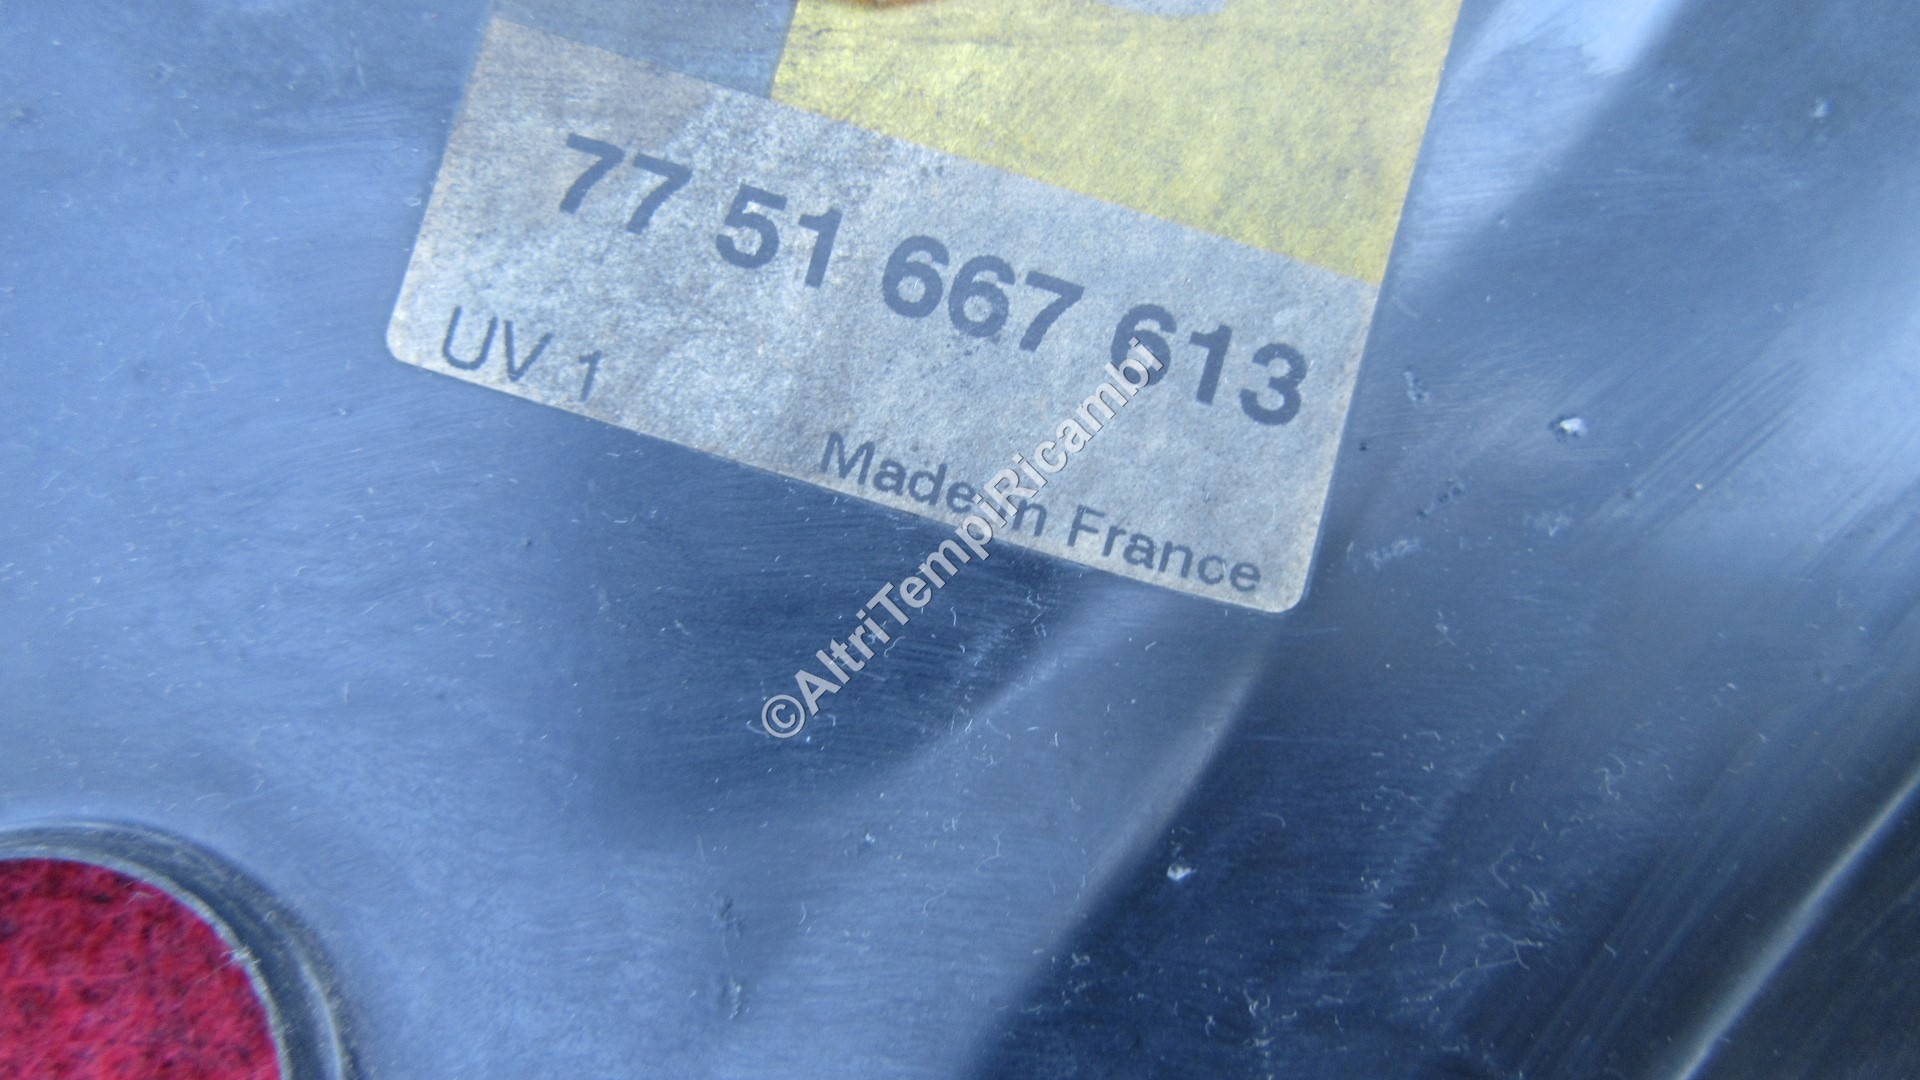 77 51 667 613
UV 1
Made in France
©AltriTempiRicambi